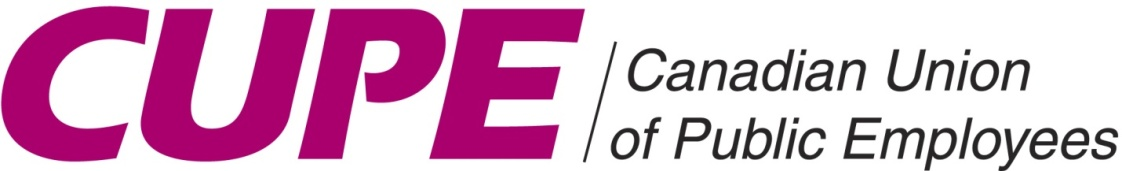 CUPE
Canadian Union
of Public Employees